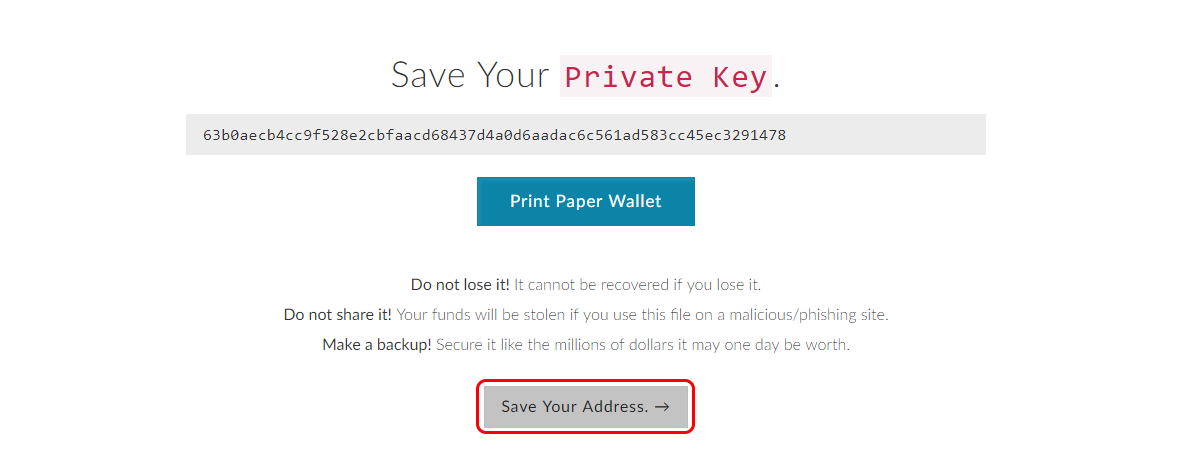 Save Your Private Key.
63b0aecb4cc9f528e2cbfaacd68437d4a0d6aadac6c561ad583cc45ec3291478
Print Paper Wallet
Do not lose it! It cannot be recovered if you lose it.
Do not share it! Your funds will be stolen if you use this file on a malicious/phishing site.
Make a backup! Secure it like the millions of dollars it may one day be worth.
Save Your Address. →